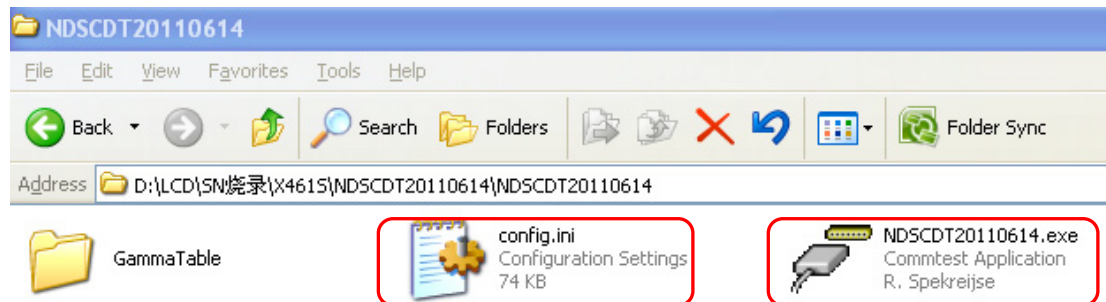 NDSCDT20110614
File Edit View Favorites Tools Help
Back Search Folders Folder Sync
Address D:\LCD\SN烧录\X461S\NDSCDT20110614\NDSCDT20110614
GammaTable
config.ini
Configuration Settings
74 KB
NDSCDT20110614.exe
Commtest Application
R. Spekreijse